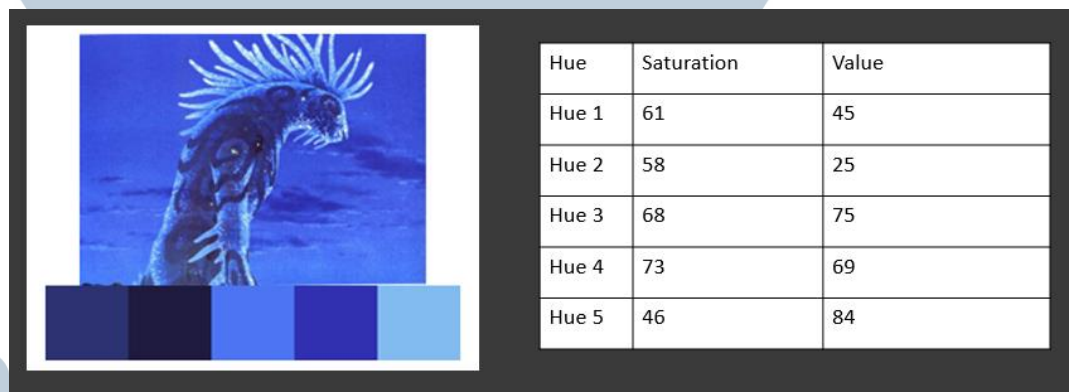 Hue Saturation Value
Hue 1 61 45
Hue 2 58 25
Hue 3 68 75
Hue 4 73 69
Hue 5 46 84